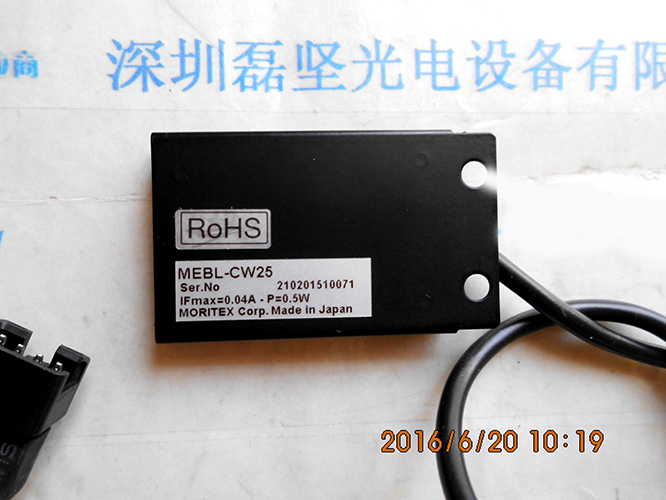 商
深圳磊坚光电设备有限
RoHS
MEBL-CW25
Ser.No 210201510071
IFmax=0.04A - P=0.5W
MORITEX Corp. Made in Japan
2016/6/20 10:19